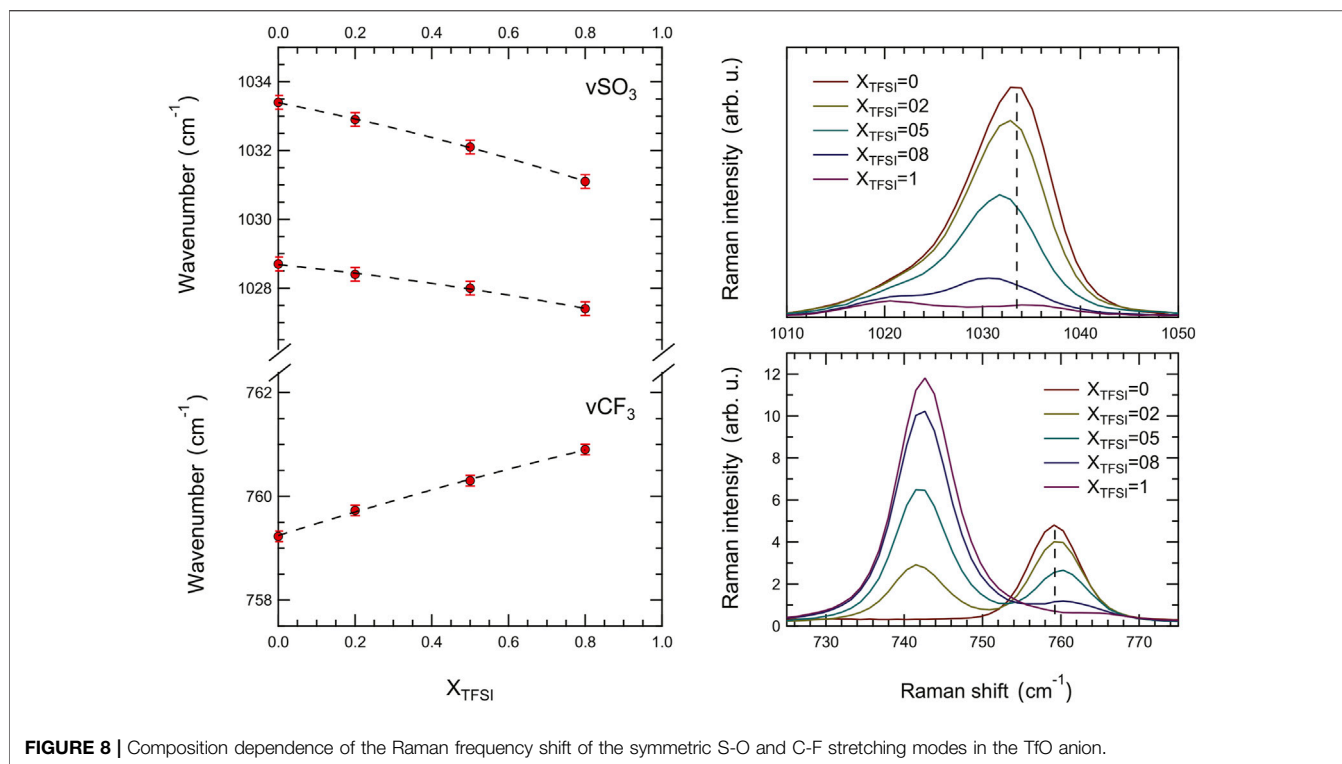 0.0 0.2 0.4 0.6 0.8 1.0
1034
1032
1030
1028
Wavenumber (cm⁻¹)
νSO₃
762
760
758
Wavenumber (cm⁻¹)
νCF₃
0.0 0.2 0.4 0.6 0.8 1.0
X_TFSI
Raman intensity (arb. u.)
X_TFSI=0
X_TFSI=02
X_TFSI=05
X_TFSI=08
X_TFSI=1
1010 1020 1030 1040 1050
Raman intensity (arb. u.)
12
10
8
6
4
2
0
X_TFSI=0
X_TFSI=02
X_TFSI=05
X_TFSI=08
X_TFSI=1
730 740 750 760 770
Raman shift (cm⁻¹)
FIGURE 8 | Composition dependence of the Raman frequency shift of the symmetric S-O and C-F stretching modes in the TfO anion.